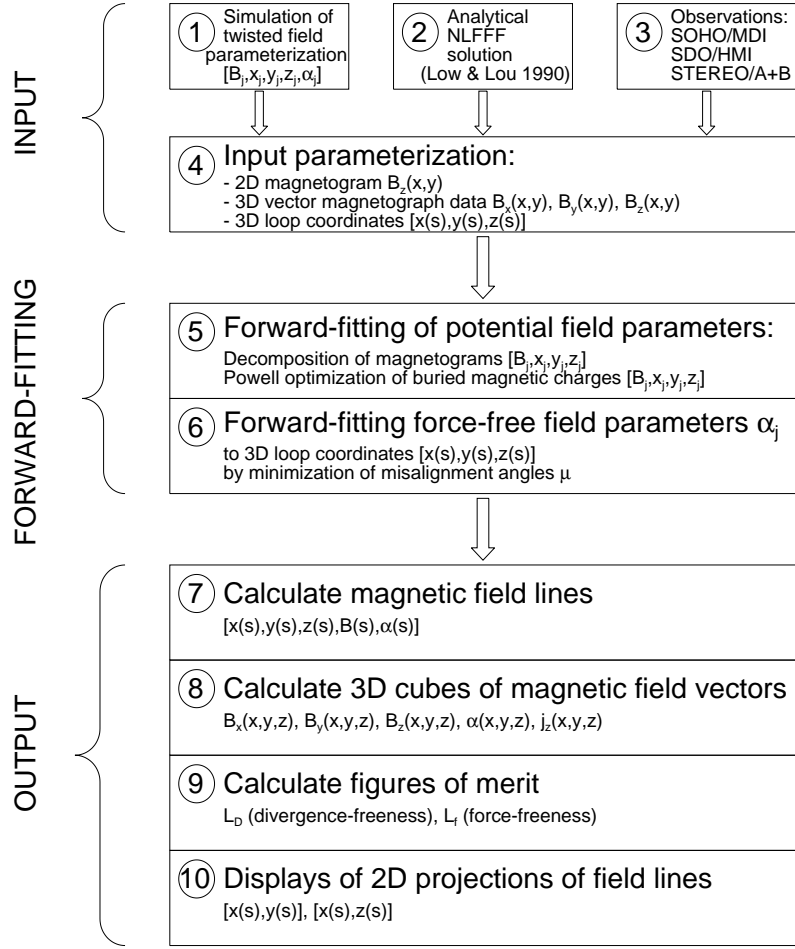 INPUT
1
Simulation of
twisted field
parameterization
[Bj,xj,yj,zj,αj]
2
Analytical
NLFFF
solution
(Low & Lou 1990)
3
Observations:
SOHO/MDI
SDO/HMI
STEREO/A+B
4 Input parameterization:
- 2D magnetogram Bz(x,y)
- 3D vector magnetograph data Bx(x,y), By(x,y), Bz(x,y)
- 3D loop coordinates [x(s),y(s),z(s)]
FORWARD-FITTING
5 Forward-fitting of potential field parameters:
Decomposition of magnetograms [Bj,xj,yj,zj]
Powell optimization of buried magnetic charges [Bj,xj,yj,zj]
6 Forward-fitting force-free field parameters αj
to 3D loop coordinates [x(s),y(s),z(s)]
by minimization of misalignment angles μ
OUTPUT
7 Calculate magnetic field lines
[x(s),y(s),z(s),B(s),α(s)]
8 Calculate 3D cubes of magnetic field vectors
Bx(x,y,z), By(x,y,z), Bz(x,y,z), α(x,y,z), jz(x,y,z)
9 Calculate figures of merit
LD (divergence-freeness), Lf (force-freeness)
10 Displays of 2D projections of field lines
[x(s),y(s)], [x(s),z(s)]